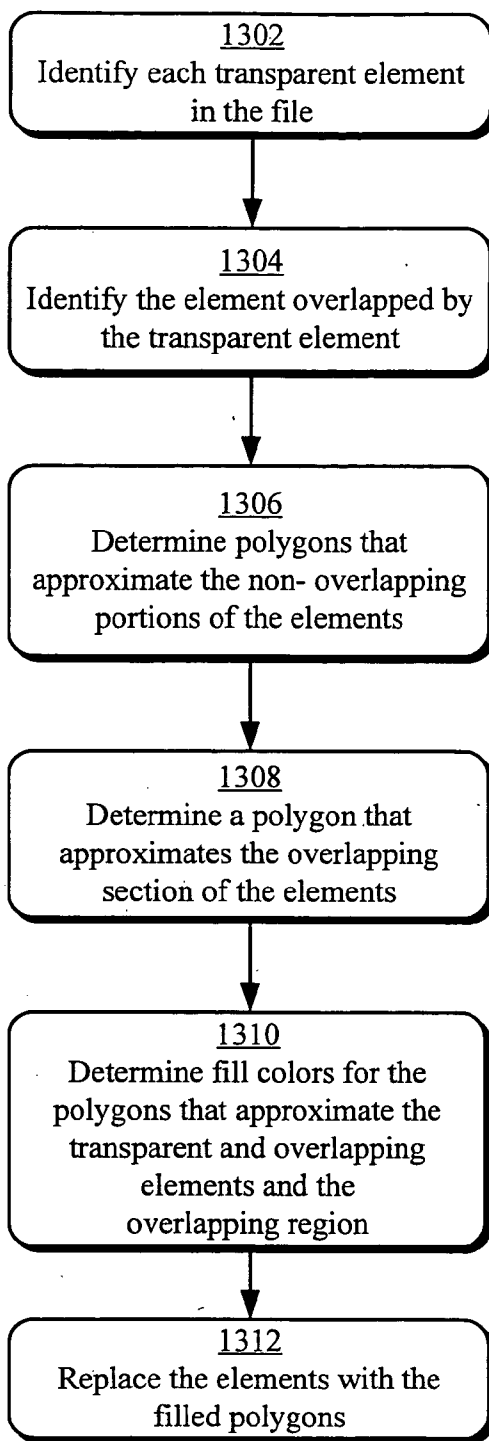 1302
Identify each transparent element
in the file
1304
Identify the element overlapped by
the transparent element
1306
Determine polygons that
approximate the non- overlapping
portions of the elements
1308
Determine a polygon that
approximates the overlapping
section of the elements
1310
Determine fill colors for the
polygons that approximate the
transparent and overlapping
elements and the
overlapping region
1312
Replace the elements with the
filled polygons